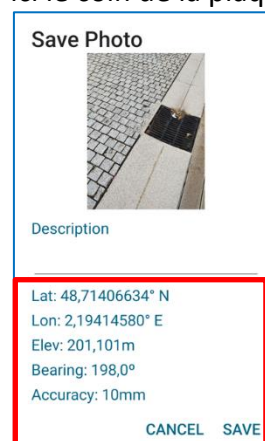 Save Photo
Description
Lat: 48,71406634° N
Lon: 2,19414580° E
Elev: 201,101m
Bearing: 198,0º
Accuracy: 10mm
CANCEL SAVE